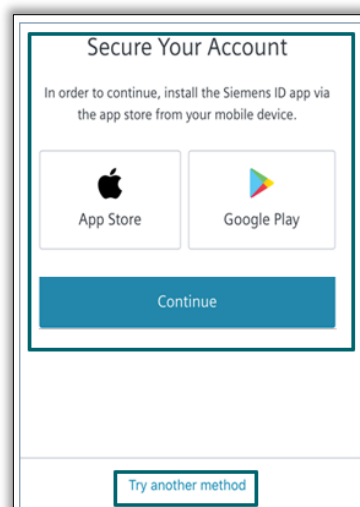 Secure Your Account
In order to continue, install the Siemens ID app via
the app store from your mobile device.
App Store
Google Play
Continue
Try another method